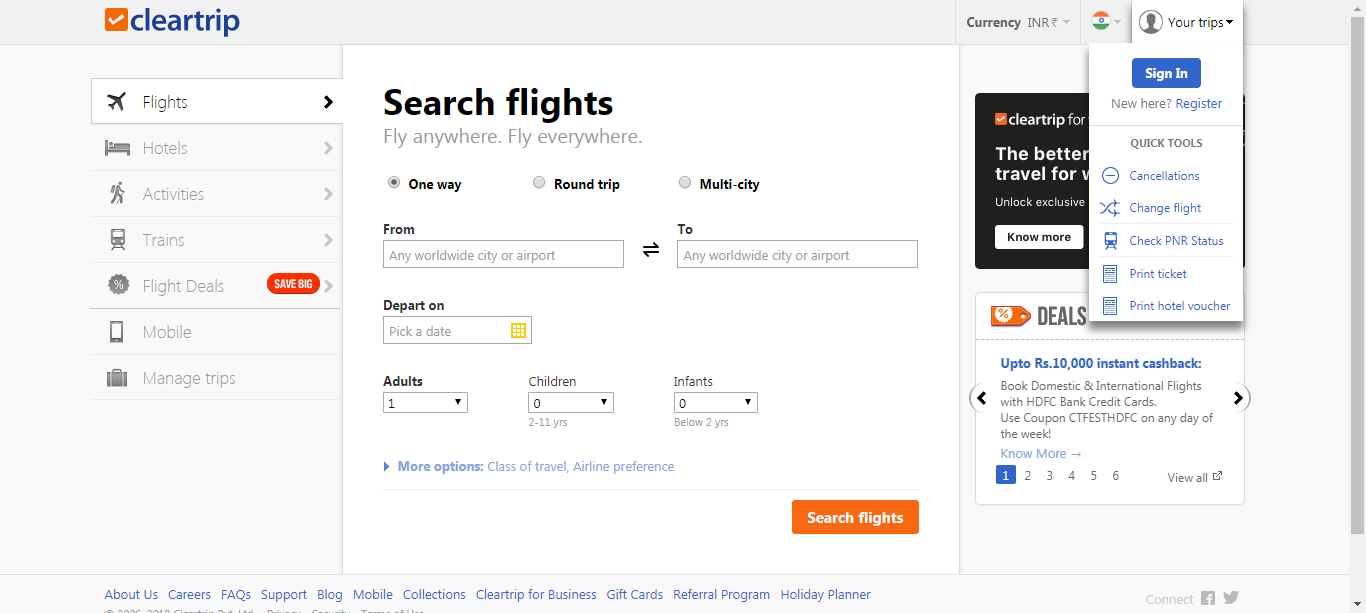 cleartrip
Currency INR ₹
Your trips
Sign In
New here? Register
QUICK TOOLS
Cancellations
Change flight
Check PNR Status
Print ticket
Print hotel voucher
Flights
Hotels
Activities
Trains
Flight Deals SAVE BIG
Mobile
Manage trips
Search flights
Fly anywhere. Fly everywhere.
One way Round trip Multi-city
From To
Any worldwide city or airport Any worldwide city or airport
Depart on
Pick a date
Adults Children Infants
1 0 0
2-11 yrs Below 2 yrs
More options: Class of travel, Airline preference
Search flights
cleartrip for
The better
travel for
Unlock exclusive
Know more
% DEALS
Upto Rs.10,000 instant cashback:
Book Domestic & International Flights
with HDFC Bank Credit Cards.
Use Coupon CTFESTHDFC on any day of
the week!
Know More →
1 2 3 4 5 6 View all
About Us Careers FAQs Support Blog Mobile Collections Cleartrip for Business Gift Cards Referral Program Holiday Planner
Connect